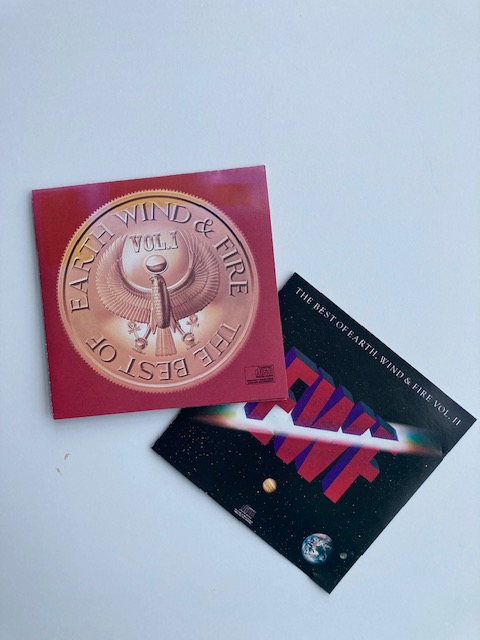 EARTH WIND & FIRE
VOL. I
THE BEST OF
THE BEST OF EARTH, WIND & FIRE VOL. II
EWF